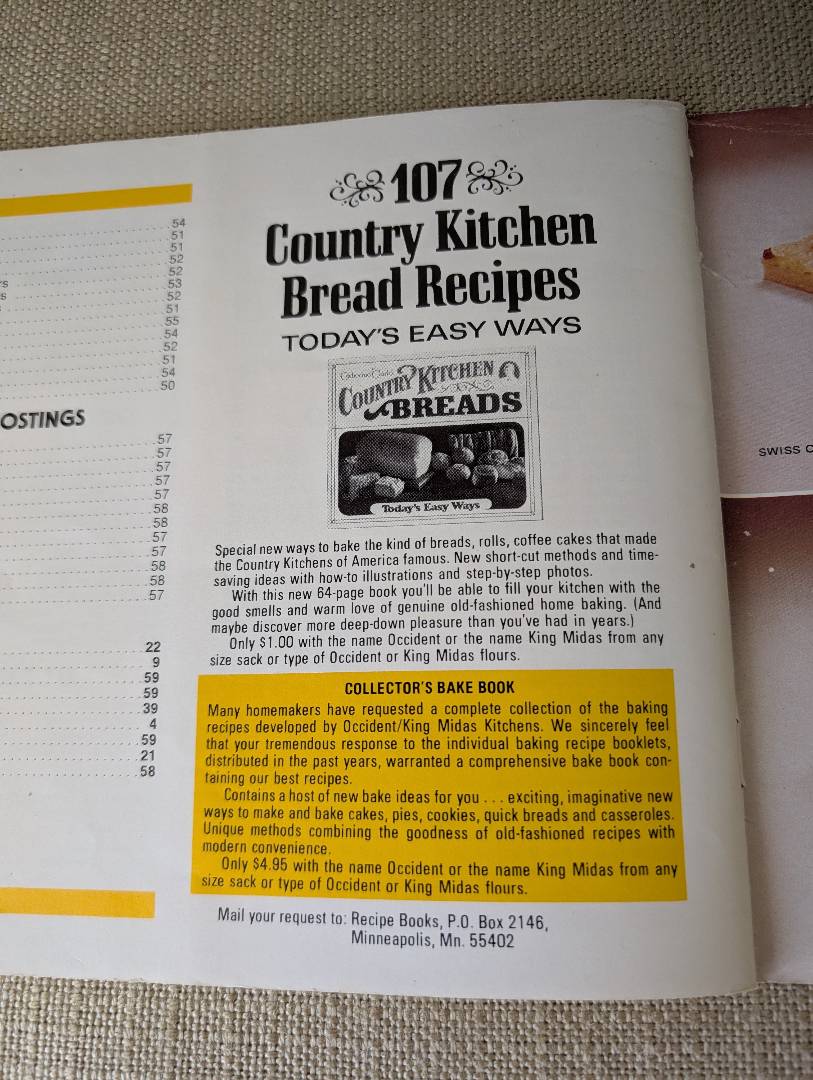 54
51
51
52
52
s 53
s 52
51
55
54
52
51
54
50
OSTINGS
57
57
57
57
57
58
58
57
57
58
58
57
22
9
59
59
39
4
59
21
58
107
Country Kitchen
Bread Recipes
TODAY'S EASY WAYS
COUNTRY KITCHEN
BREADS
Today's Easy Ways
Special new ways to bake the kind of breads, rolls, coffee cakes that made
the Country Kitchens of America famous. New short-cut methods and time-
saving ideas with how-to illustrations and step-by-step photos.
With this new 64-page book you'll be able to fill your kitchen with the
good smells and warm love of genuine old-fashioned home baking. (And
maybe discover more deep-down pleasure than you've had in years.)
Only $1.00 with the name Occident or the name King Midas from any
size sack or type of Occident or King Midas flours.
COLLECTOR'S BAKE BOOK
Many homemakers have requested a complete collection of the baking
recipes developed by Occident/King Midas Kitchens. We sincerely feel
that your tremendous response to the individual baking recipe booklets,
distributed in the past years, warranted a comprehensive bake book con-
taining our best recipes.
Contains a host of new bake ideas for you . . . exciting, imaginative new
ways to make and bake cakes, pies, cookies, quick breads and casseroles.
Unique methods combining the goodness of old-fashioned recipes with
modern convenience.
Only $4.95 with the name Occident or the name King Midas from any
size sack or type of Occident or King Midas flours.
Mail your request to: Recipe Books, P.O. Box 2146,
Minneapolis, Mn. 55402
SWISS C